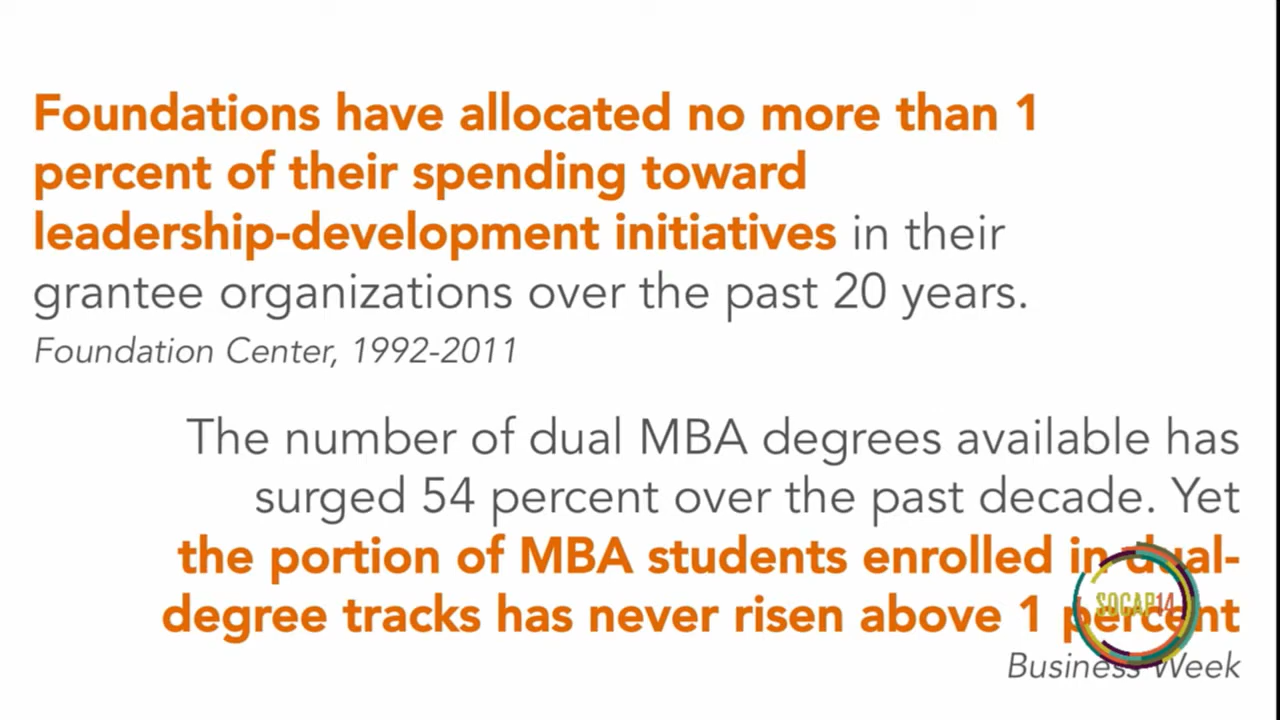 Foundations have allocated no more than 1
percent of their spending toward
leadership-development initiatives in their
grantee organizations over the past 20 years.
Foundation Center, 1992-2011
The number of dual MBA degrees available has
surged 54 percent over the past decade. Yet
the portion of MBA students enrolled in dual-
degree tracks has never risen above 1 percent
SOCAP14
Business Week